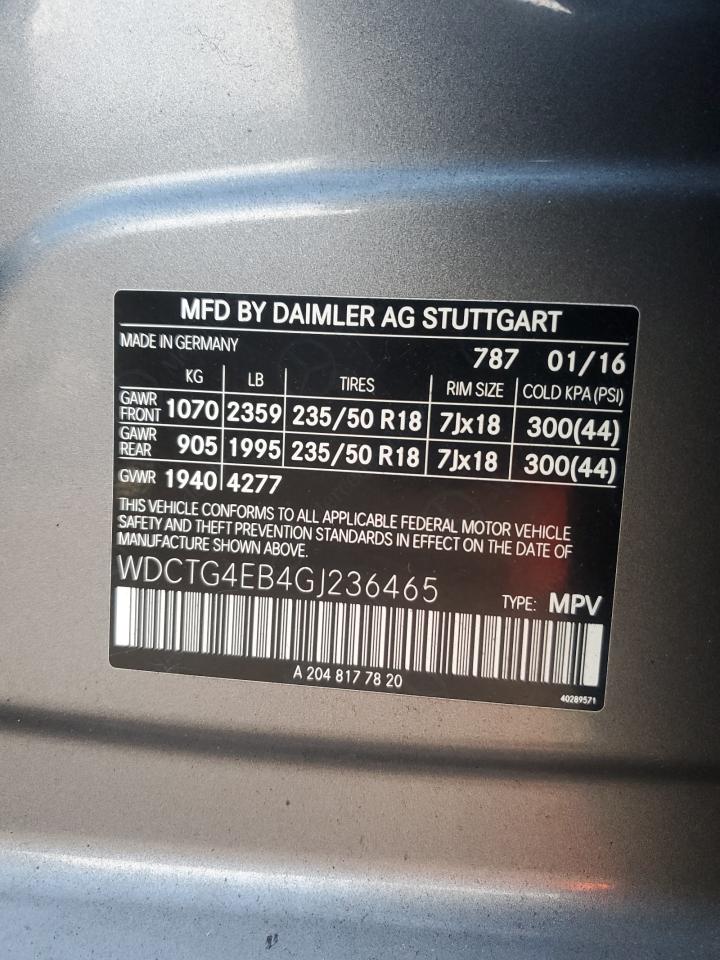 MFD BY DAIMLER AG STUTTGART
MADE IN GERMANY 787 01/16
KG LB TIRES RIM SIZE COLD KPA (PSI)
GAWR FRONT 1070 2359 235/50 R18 7Jx18 300(44)
GAWR REAR 905 1995 235/50 R18 7Jx18 300(44)
GVWR 1940 4277
THIS VEHICLE CONFORMS TO ALL APPLICABLE FEDERAL MOTOR VEHICLE
SAFETY AND THEFT PREVENTION STANDARDS IN EFFECT ON THE DATE OF
MANUFACTURE SHOWN ABOVE.
WDCTG4EB4GJ236465 TYPE: MPV
A 204 817 78 20
40289571